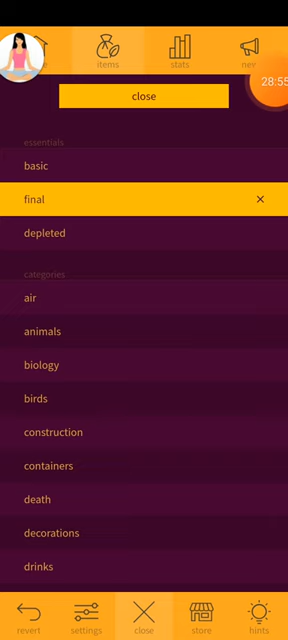 items
stats
28:55
close
essentials
basic
final
depleted
categories
air
animals
biology
birds
construction
containers
death
decorations
drinks
revert
settings
close
store
hints